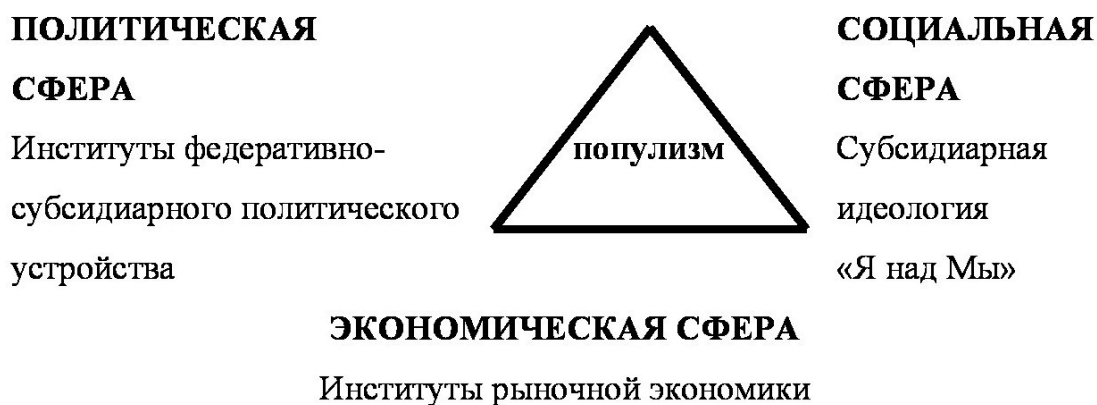 ПОЛИТИЧЕСКАЯ
СФЕРА
Институты федеративно-
субсидиарного политического
устройства
популизм
СОЦИАЛЬНАЯ
СФЕРА
Субсидиарная
идеология
«Я над Мы»
ЭКОНОМИЧЕСКАЯ СФЕРА
Институты рыночной экономики